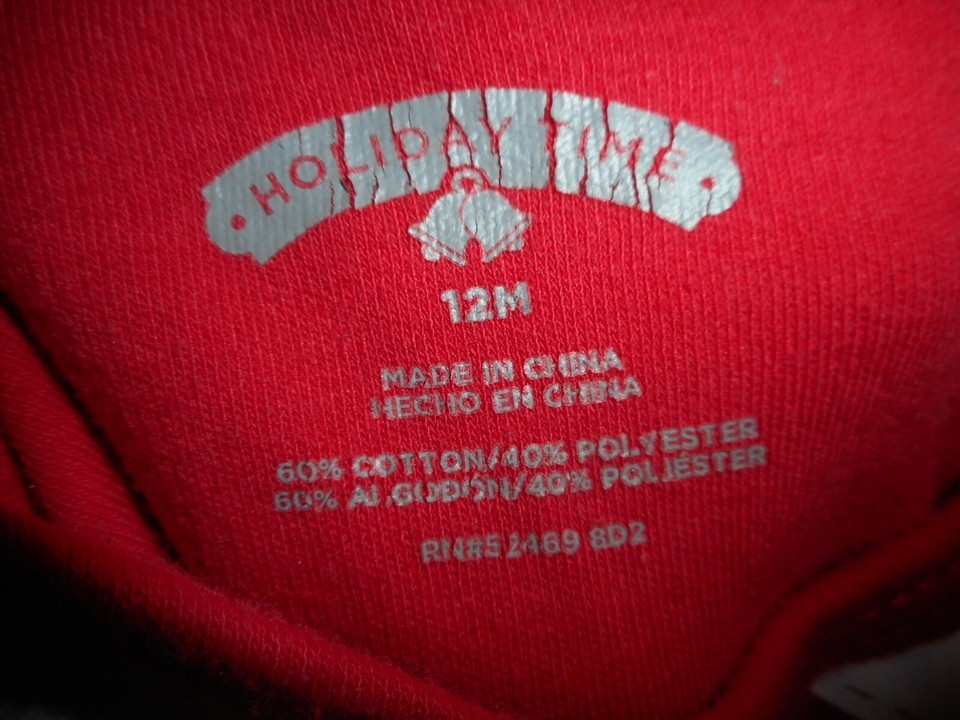 HOLIDAY TIME
12M
MADE IN CHINA
HECHO EN CHINA
60% COTTON/40% POLYESTER
60% ALGODÓN/40% POLIÉSTER
RN#52469 8D2